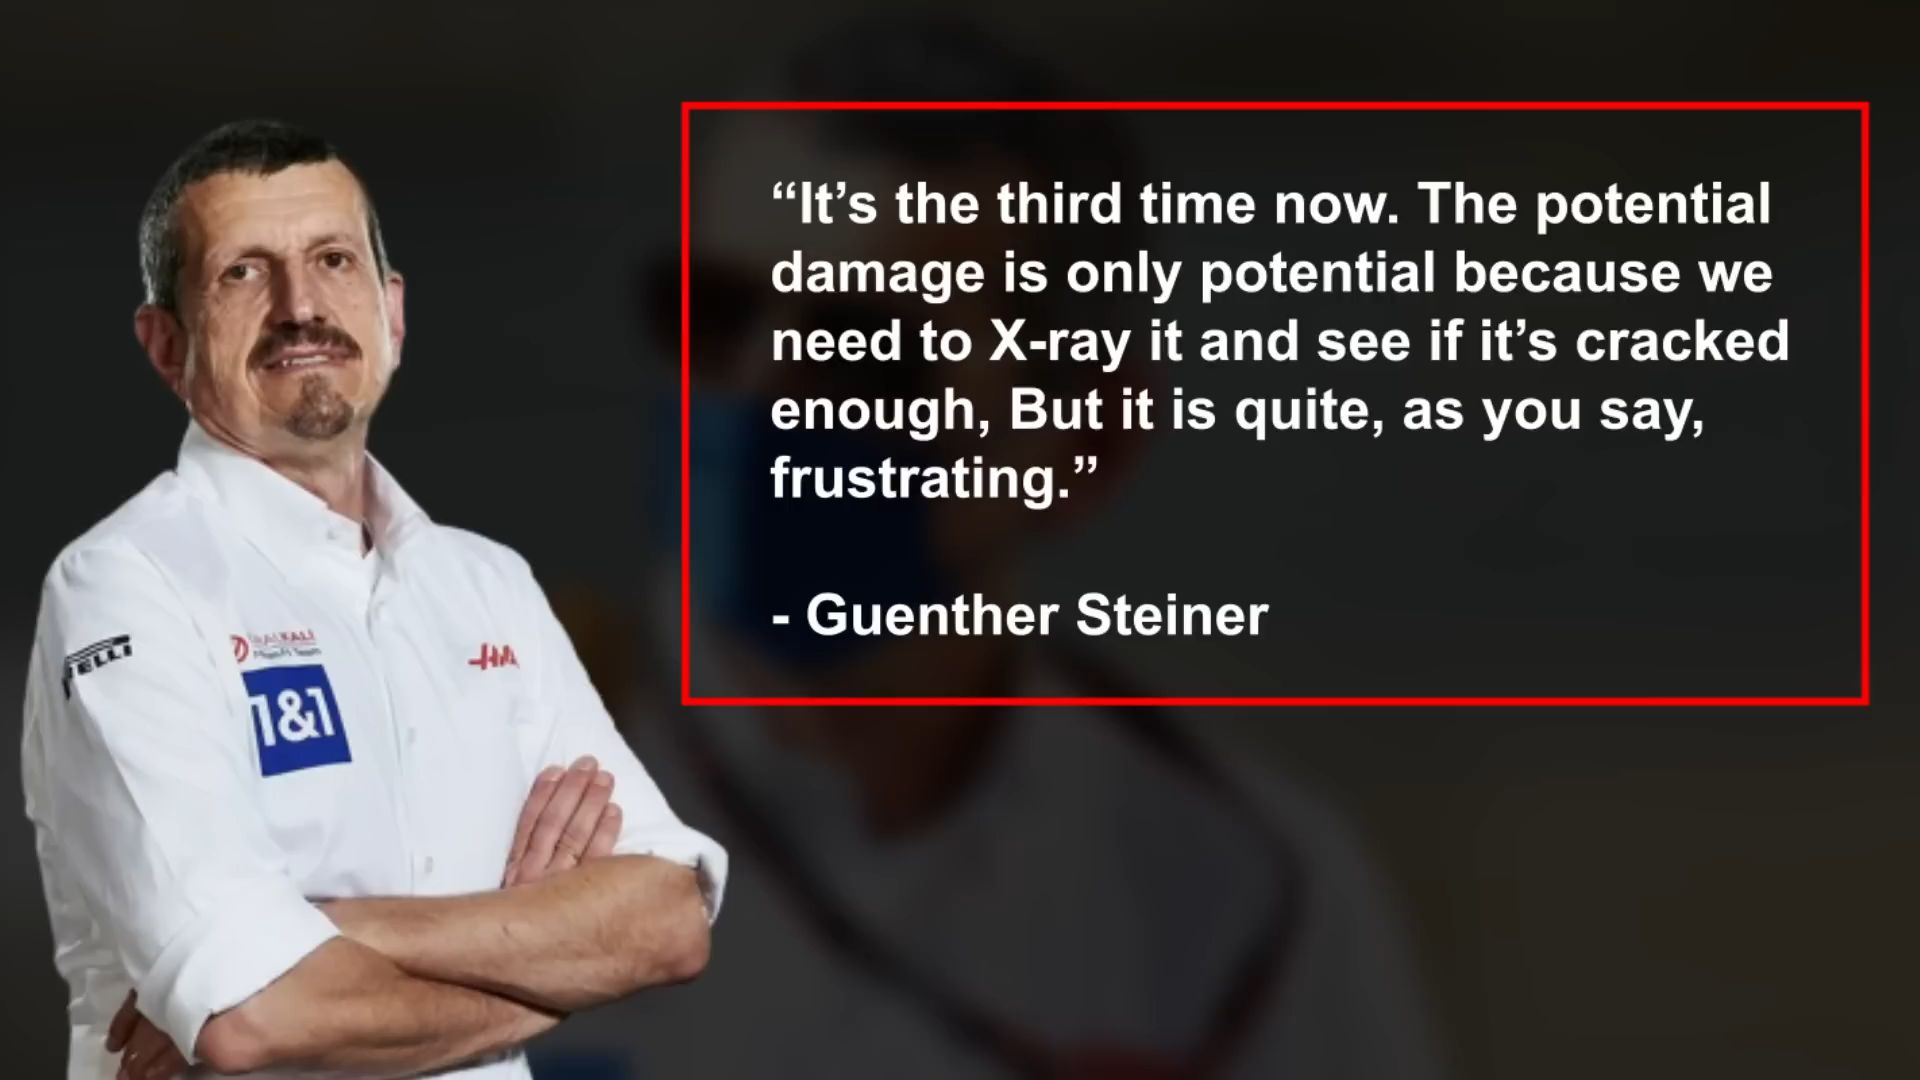 “It’s the third time now. The potential
damage is only potential because we
need to X-ray it and see if it’s cracked
enough, But it is quite, as you say,
frustrating.”
- Guenther Steiner
1&1